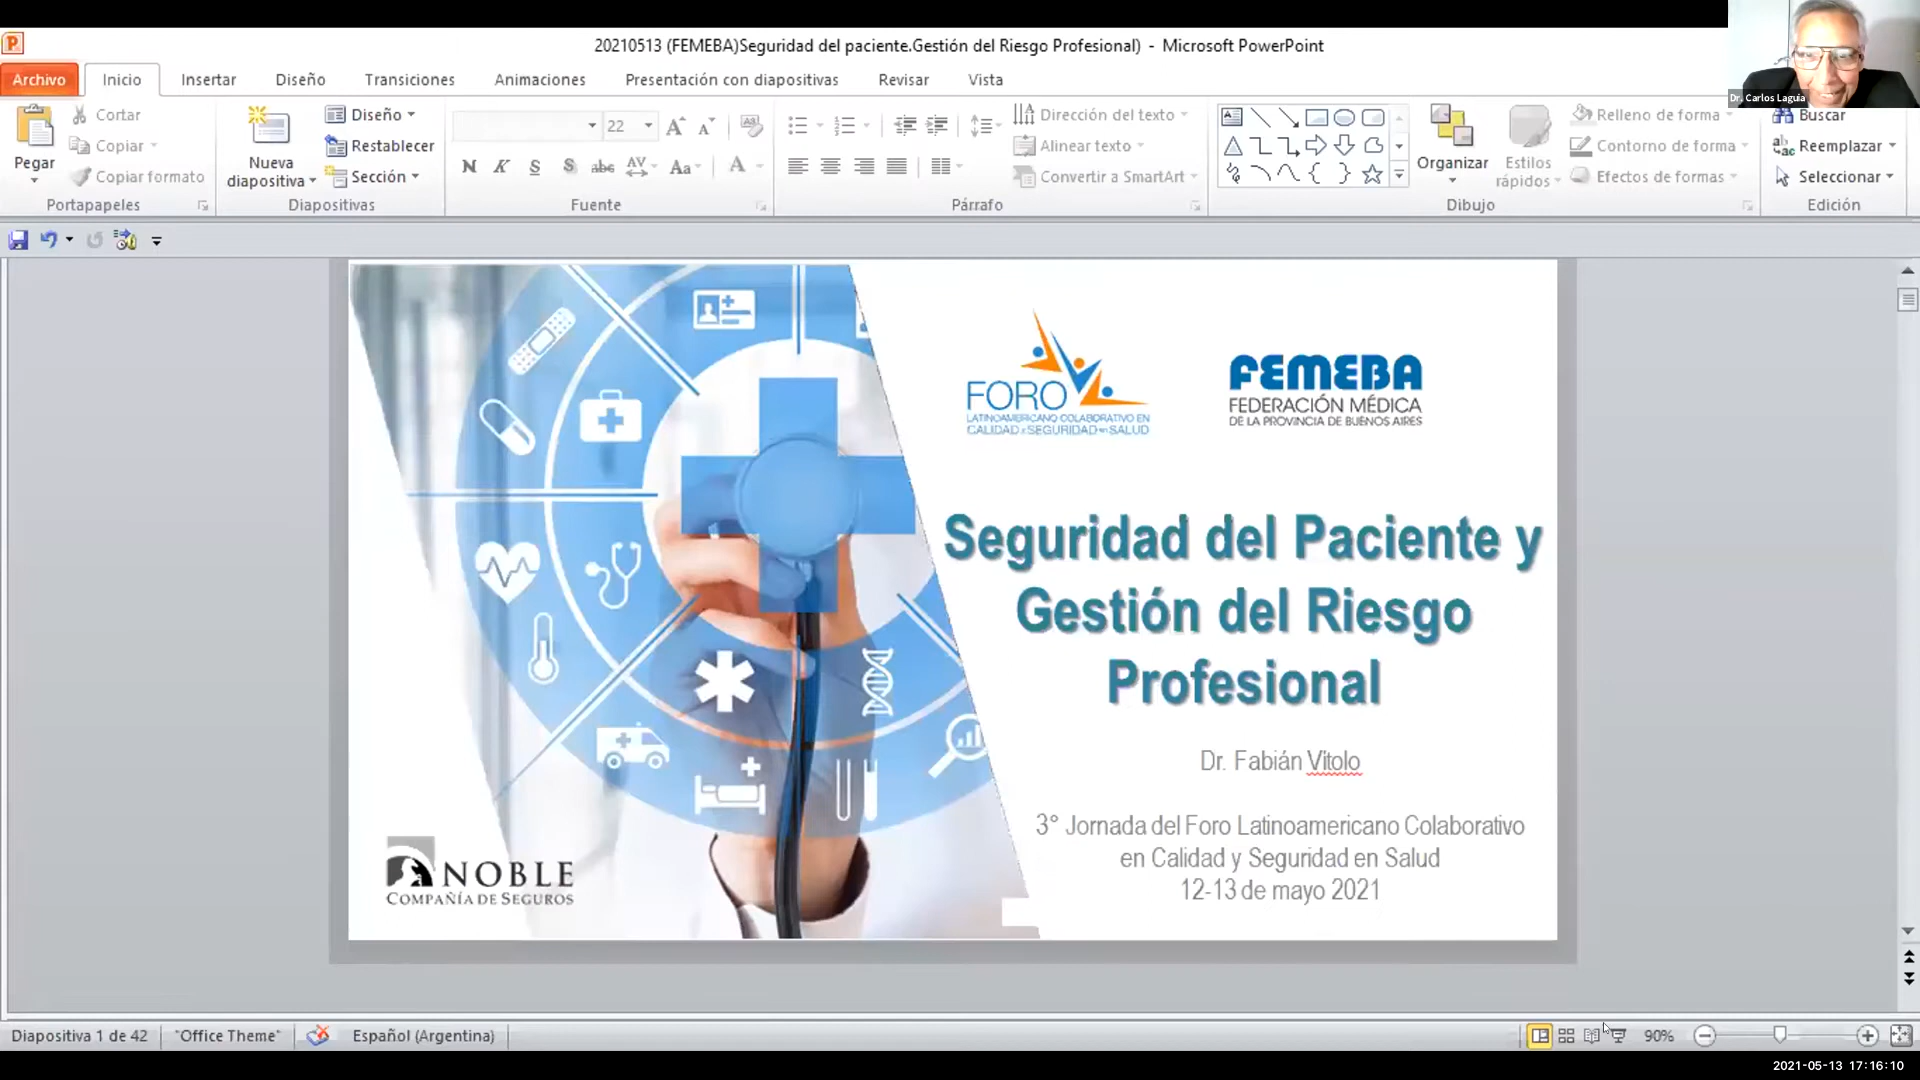 20210513 (FEMEBA)Seguridad del paciente.Gestión del Riesgo Profesional) - Microsoft PowerPoint
Dr. Carlos Laguia
Archivo Inicio Insertar Diseño Transiciones Animaciones Presentación con diapositivas Revisar Vista
Pegar
Cortar
Copiar
Copiar formato
Portapapeles
Nueva
diapositiva
Diseño
Restablecer
Sección
Diapositivas
22
N K S S abc AV Aa A
Fuente
Dirección del texto
Alinear texto
Convertir a SmartArt
Párrafo
Organizar
Estilos
rápidos
Relleno de forma
Contorno de forma
Efectos de formas
Dibujo
Buscar
Reemplazar
Seleccionar
Edición
FORO
LATINOAMERICANO COLABORATIVO EN
CALIDAD Y SEGURIDAD EN SALUD
FEMEBA
FEDERACIÓN MÉDICA
DE LA PROVINCIA DE BUENOS AIRES
Seguridad del Paciente y
Gestión del Riesgo
Profesional
Dr. Fabián Vítolo
3° Jornada del Foro Latinoamericano Colaborativo
en Calidad y Seguridad en Salud
12-13 de mayo 2021
NOBLE
COMPAÑÍA DE SEGUROS
Diapositiva 1 de 42 "Office Theme" Español (Argentina) 90%
2021-05-13 17:16:10